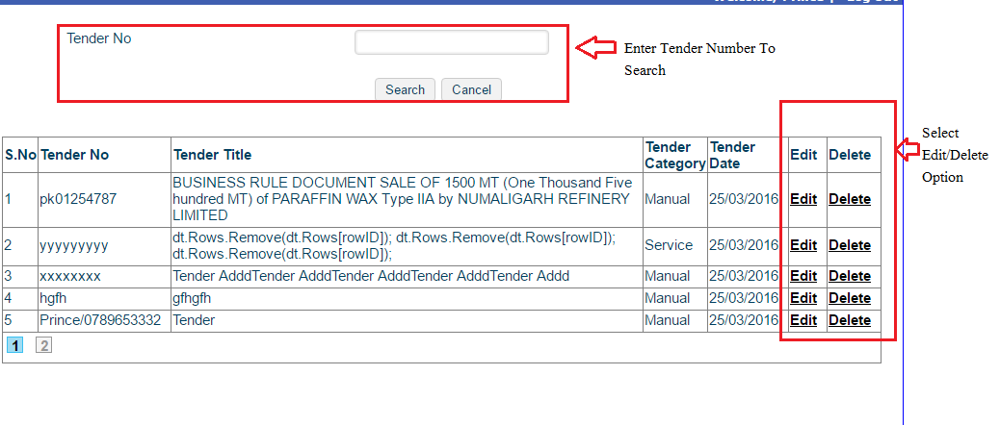 Welcome, Prince | Log Out
Tender No
Enter Tender Number To
Search
Search Cancel
Select
Edit/Delete
Option
S.No Tender No Tender Title Tender Category Tender Date Edit Delete
1 pk01254787 BUSINESS RULE DOCUMENT SALE OF 1500 MT (One Thousand Five
hundred MT) of PARAFFIN WAX Type IIA by NUMALIGARH REFINERY
LIMITED Manual 25/03/2016 Edit Delete
2 yyyyyyyyy dt.Rows.Remove(dt.Rows[rowID]); dt.Rows.Remove(dt.Rows[rowID]);
dt.Rows.Remove(dt.Rows[rowID]); Service 25/03/2016 Edit Delete
3 xxxxxxxx Tender AdddTender AdddTender AdddTender AdddTender Addd Manual 25/03/2016 Edit Delete
4 hgfh gfhgfh Manual 25/03/2016 Edit Delete
5 Prince/0789653332 Tender Manual 25/03/2016 Edit Delete
1 2